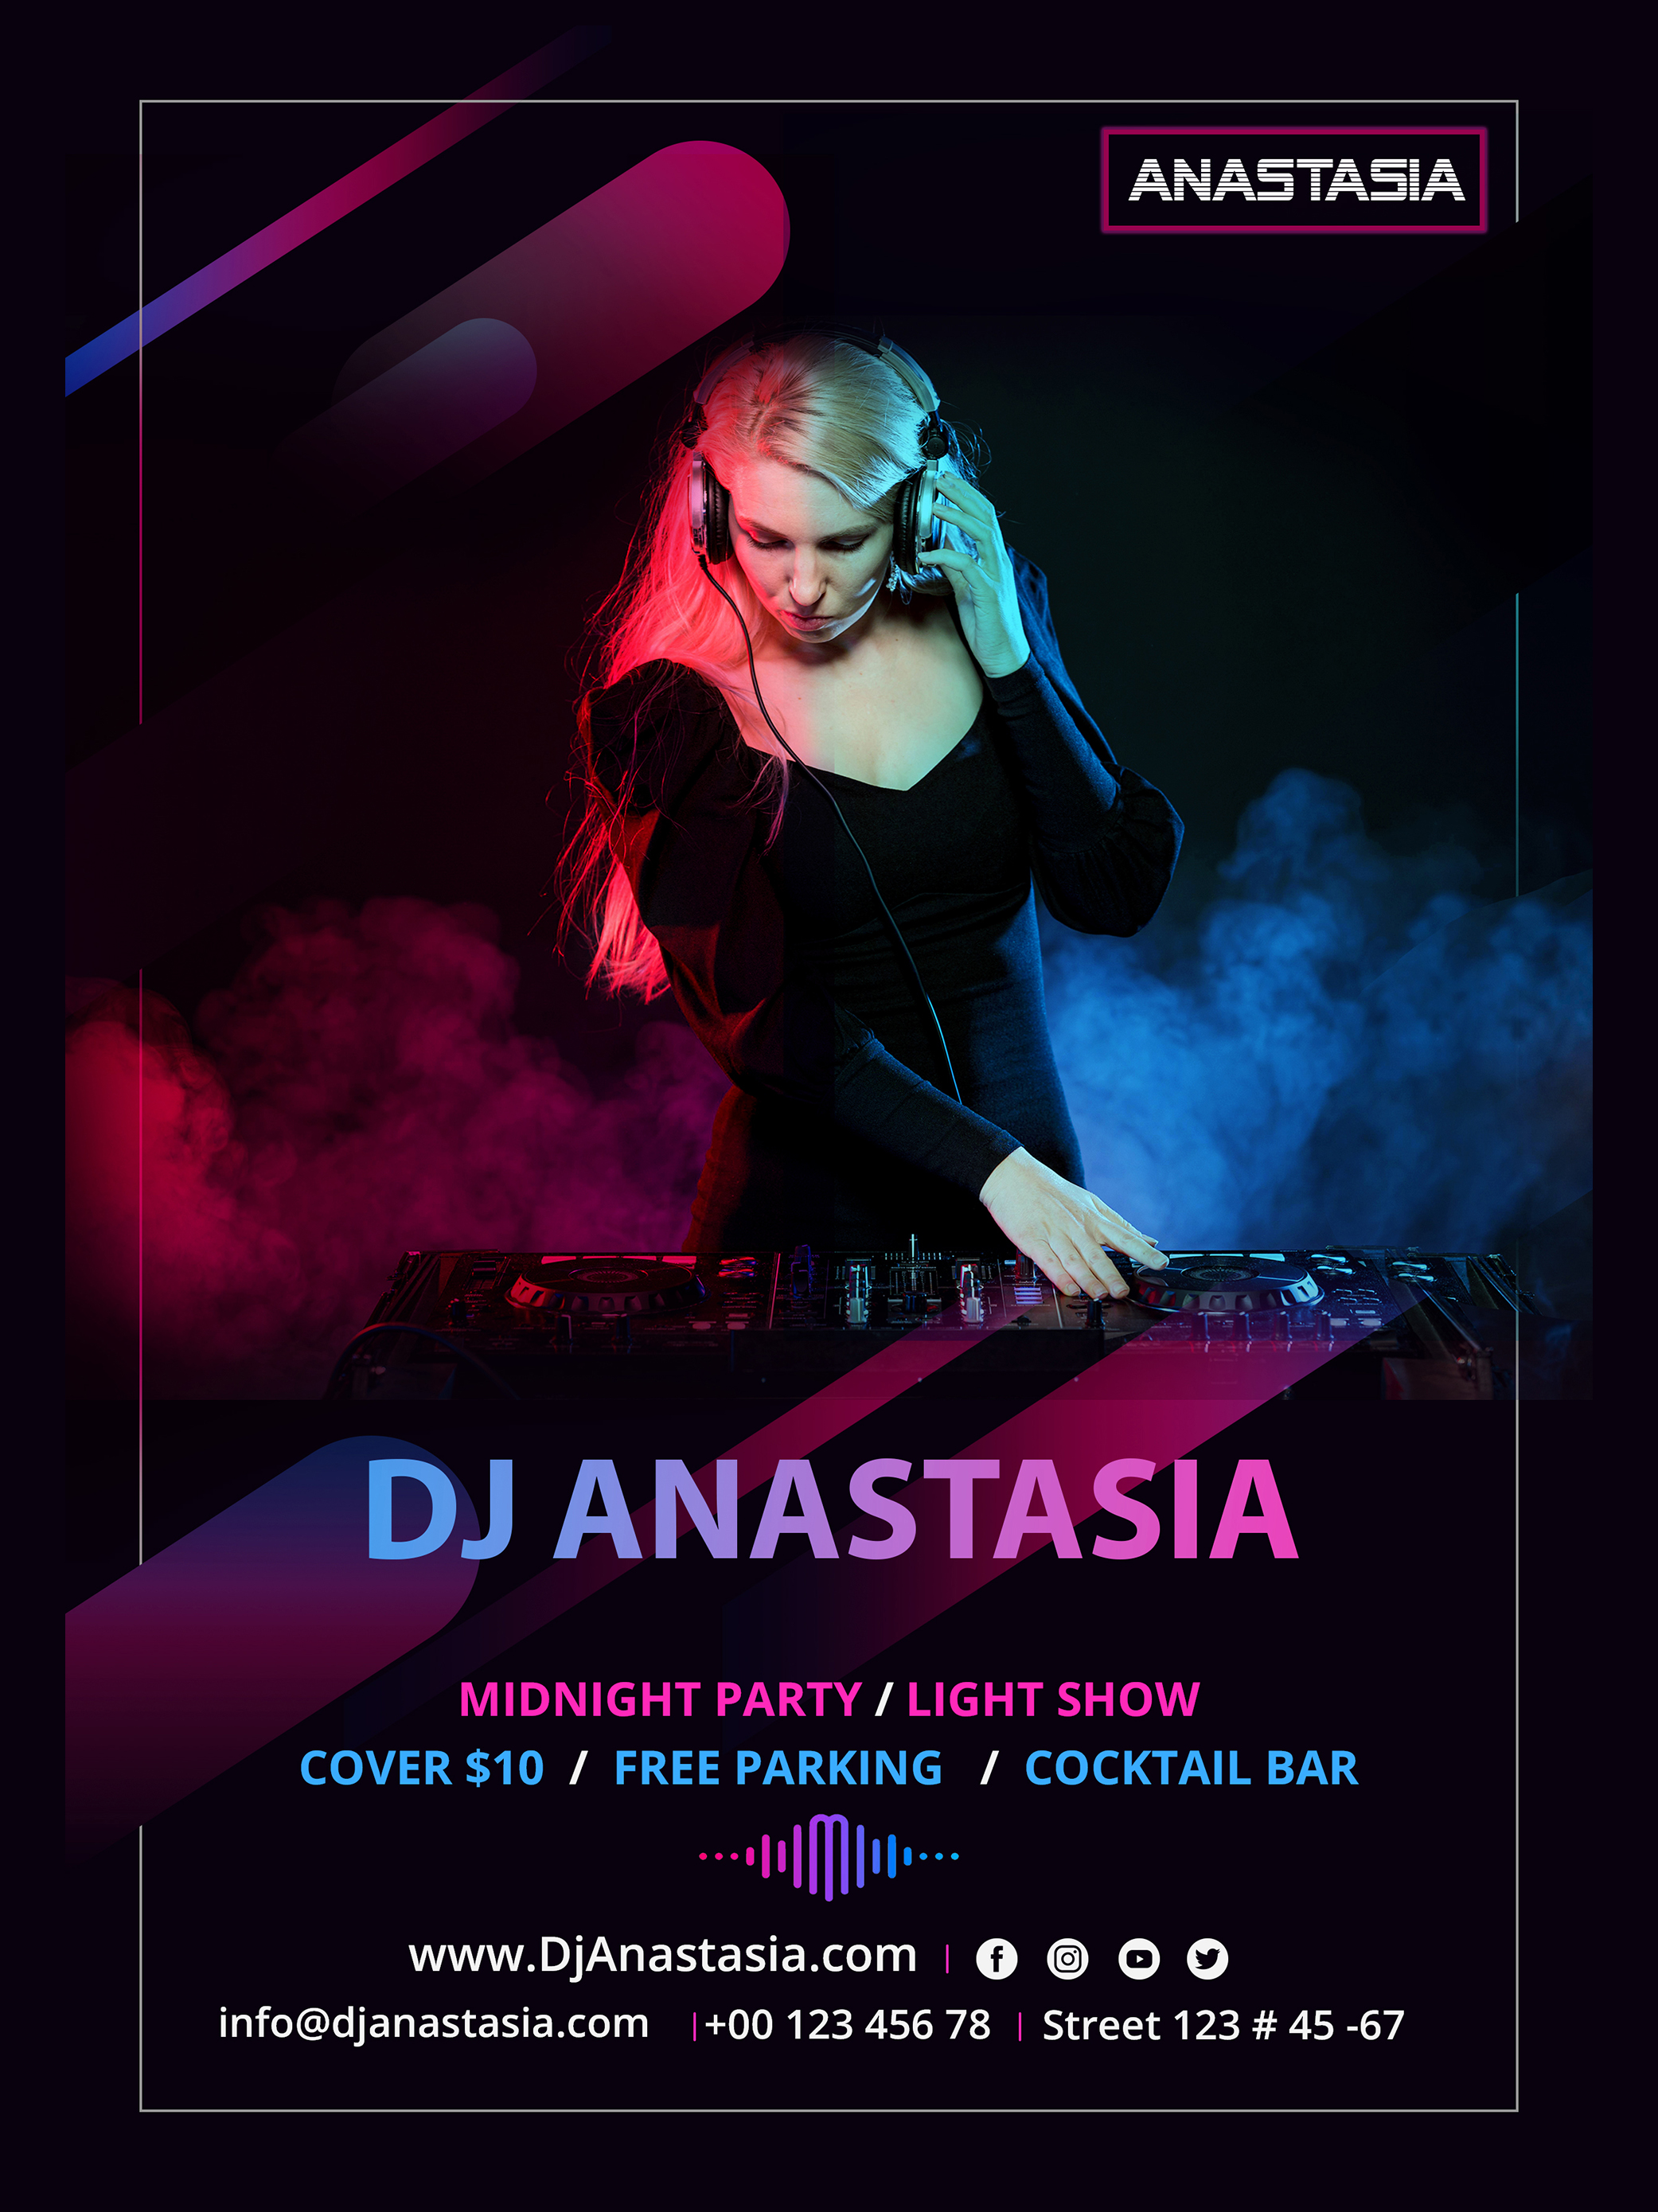 ANASTASIA
DJ ANASTASIA
MIDNIGHT PARTY / LIGHT SHOW
COVER $10 / FREE PARKING / COCKTAIL BAR
www.DjAnastasia.com |
info@djanastasia.com |+00 123 456 78 | Street 123 # 45 -67